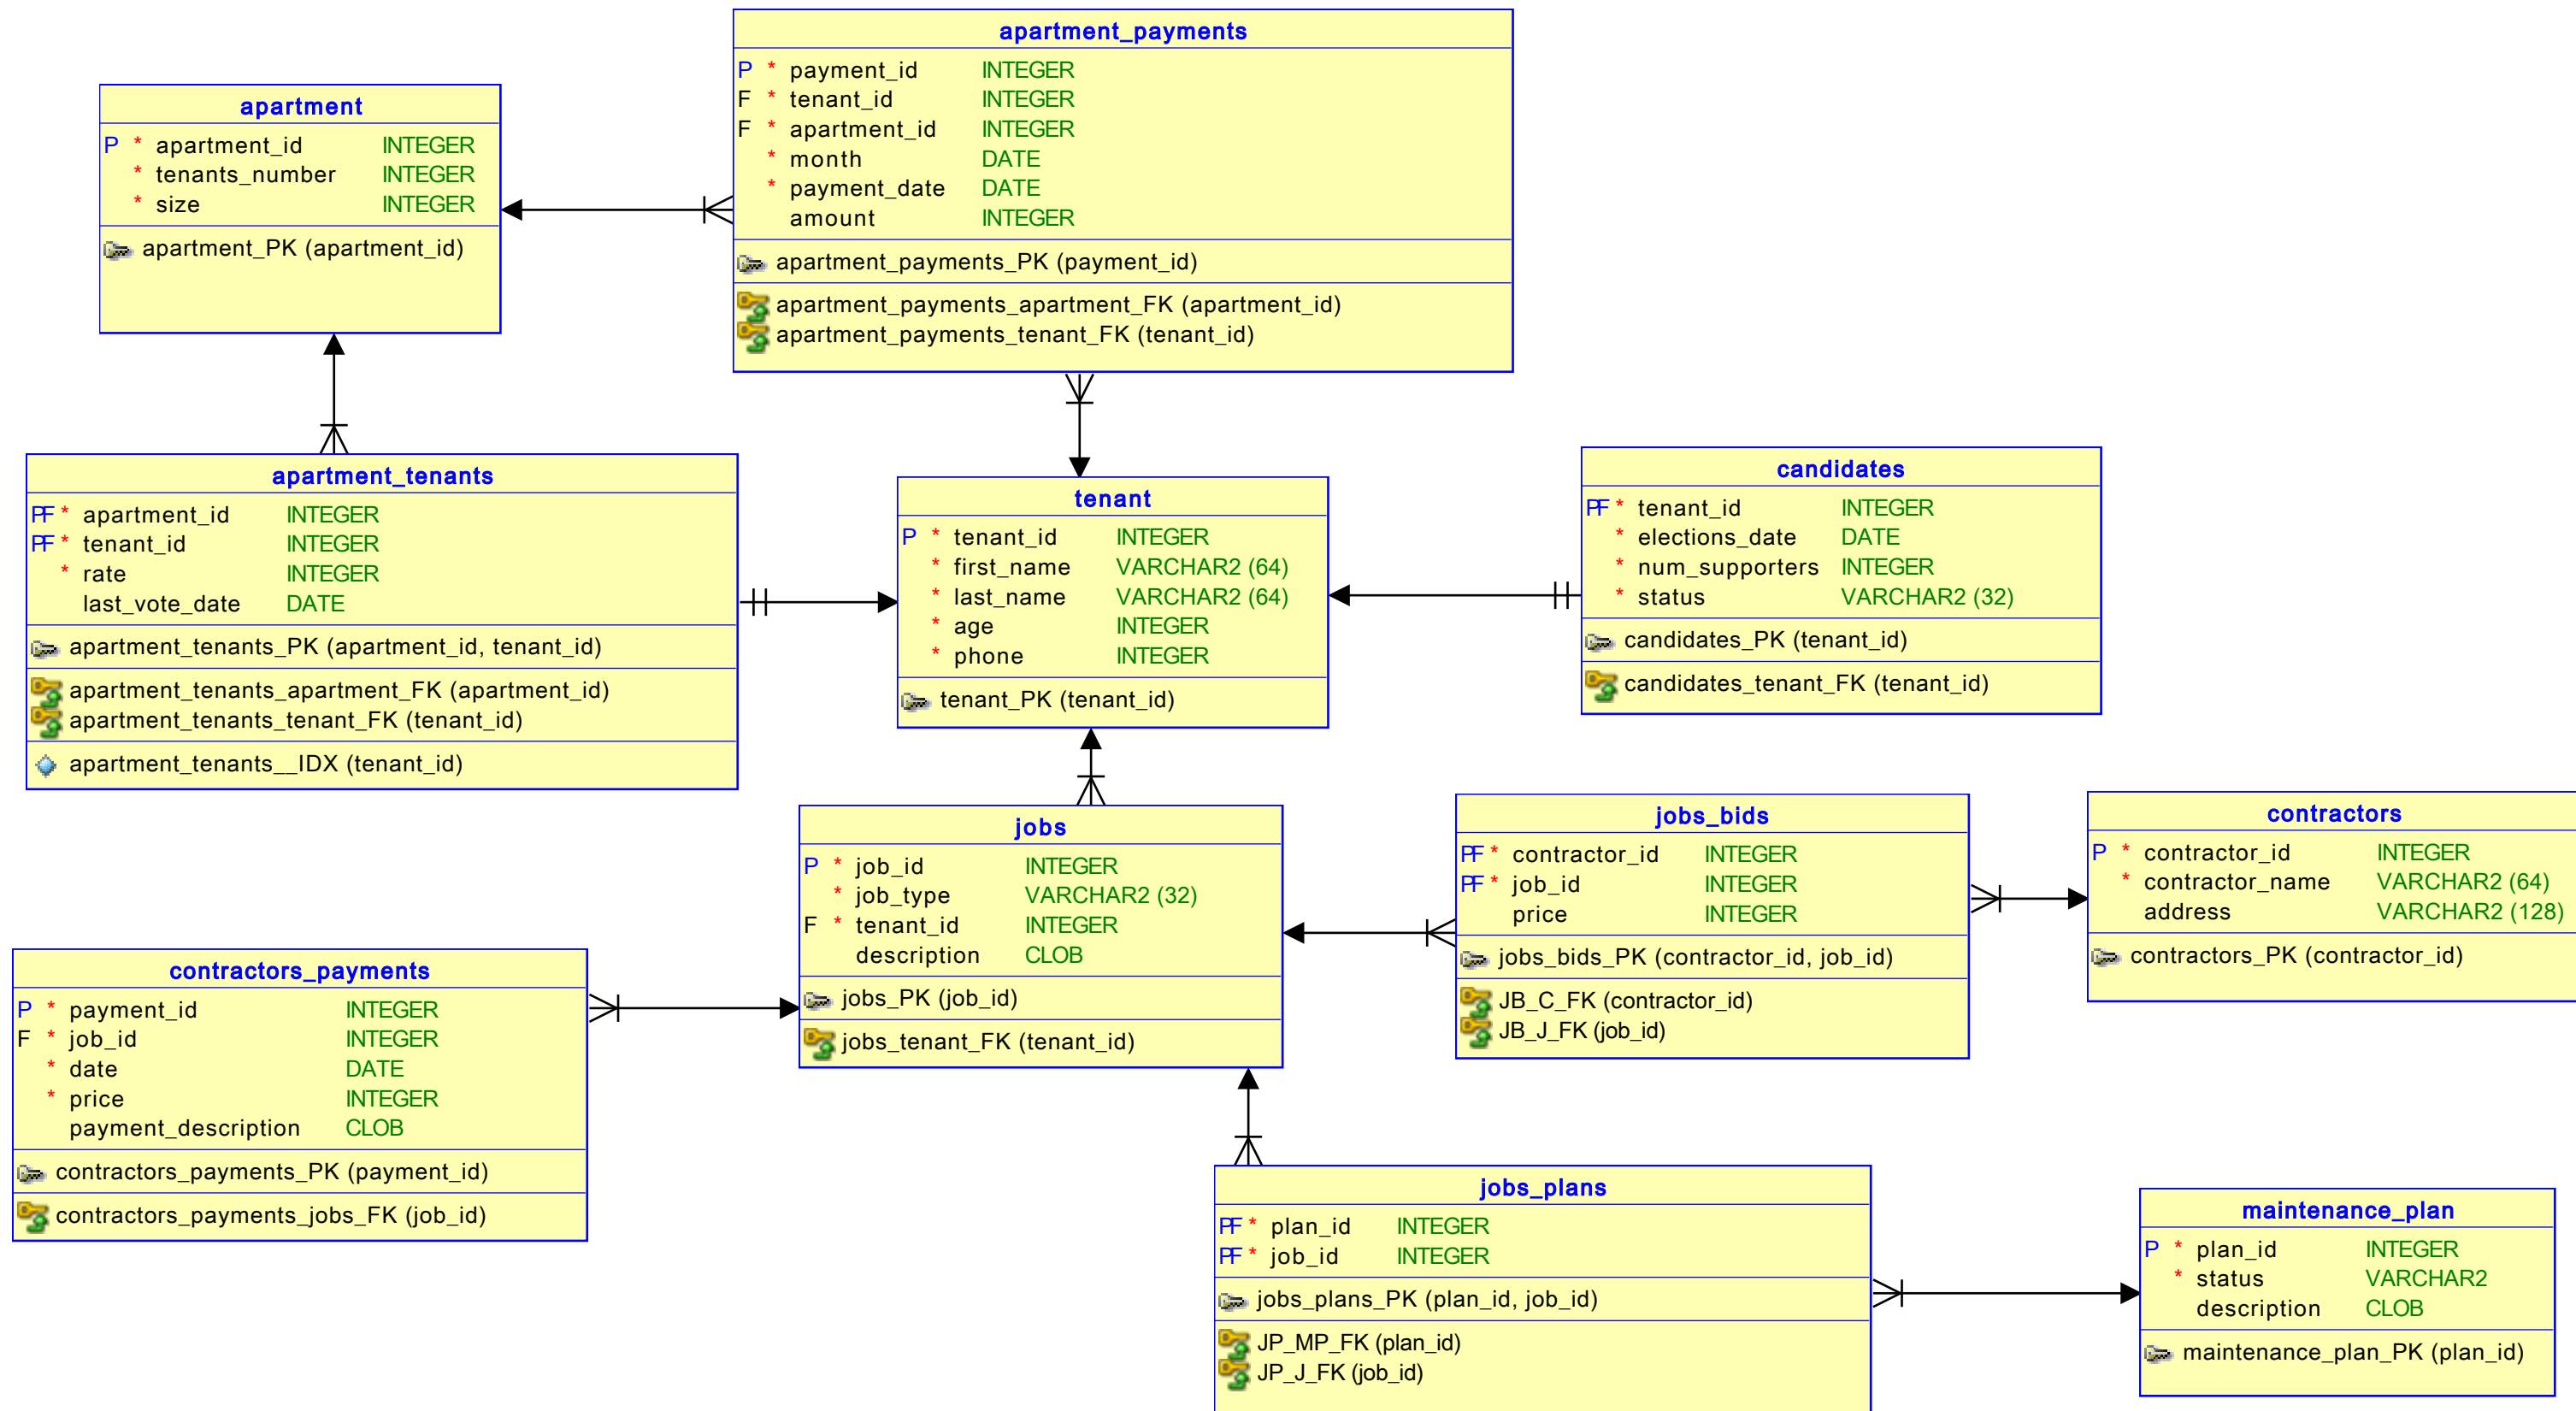 apartment_payments
P * payment_id INTEGER
F * tenant_id INTEGER
F * apartment_id INTEGER
* month DATE
* payment_date DATE
amount INTEGER
apartment_payments_PK (payment_id)
apartment_payments_apartment_FK (apartment_id)
apartment_payments_tenant_FK (tenant_id)
apartment
P * apartment_id INTEGER
* tenants_number INTEGER
* size INTEGER
apartment_PK (apartment_id)
apartment_tenants
PF * apartment_id INTEGER
PF * tenant_id INTEGER
* rate INTEGER
last_vote_date DATE
apartment_tenants_PK (apartment_id, tenant_id)
apartment_tenants_apartment_FK (apartment_id)
apartment_tenants_tenant_FK (tenant_id)
apartment_tenants__IDX (tenant_id)
tenant
P * tenant_id INTEGER
* first_name VARCHAR2 (64)
* last_name VARCHAR2 (64)
* age INTEGER
* phone INTEGER
tenant_PK (tenant_id)
candidates
PF * tenant_id INTEGER
* elections_date DATE
* num_supporters INTEGER
* status VARCHAR2 (32)
candidates_PK (tenant_id)
candidates_tenant_FK (tenant_id)
jobs
P * job_id INTEGER
* job_type VARCHAR2 (32)
F * tenant_id INTEGER
description CLOB
jobs_PK (job_id)
jobs_tenant_FK (tenant_id)
jobs_bids
PF * contractor_id INTEGER
PF * job_id INTEGER
price INTEGER
jobs_bids_PK (contractor_id, job_id)
JB_C_FK (contractor_id)
JB_J_FK (job_id)
contractors
P * contractor_id INTEGER
* contractor_name VARCHAR2 (64)
address VARCHAR2 (128)
contractors_PK (contractor_id)
contractors_payments
P * payment_id INTEGER
F * job_id INTEGER
* date DATE
* price INTEGER
payment_description CLOB
contractors_payments_PK (payment_id)
contractors_payments_jobs_FK (job_id)
jobs_plans
PF * plan_id INTEGER
PF * job_id INTEGER
jobs_plans_PK (plan_id, job_id)
JP_MP_FK (plan_id)
JP_J_FK (job_id)
maintenance_plan
P * plan_id INTEGER
* status VARCHAR2
description CLOB
maintenance_plan_PK (plan_id)